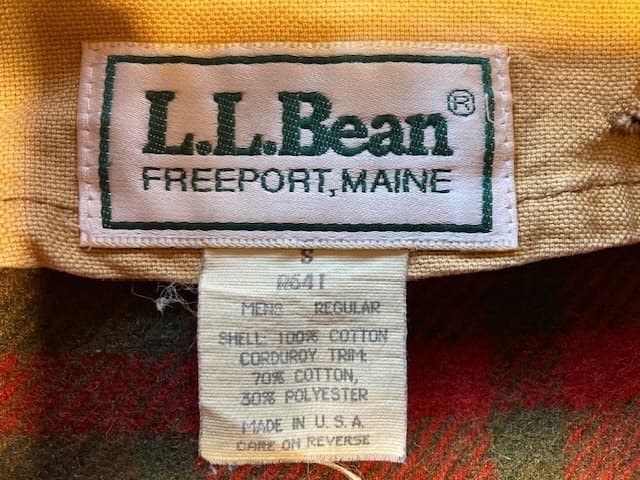 L.L.Bean®
FREEPORT, MAINE
S
R641
MENS REGULAR
SHELL: 100% COTTON
CORDUROY TRIM:
70% COTTON,
30% POLYESTER
MADE IN U.S.A.
CARE ON REVERSE